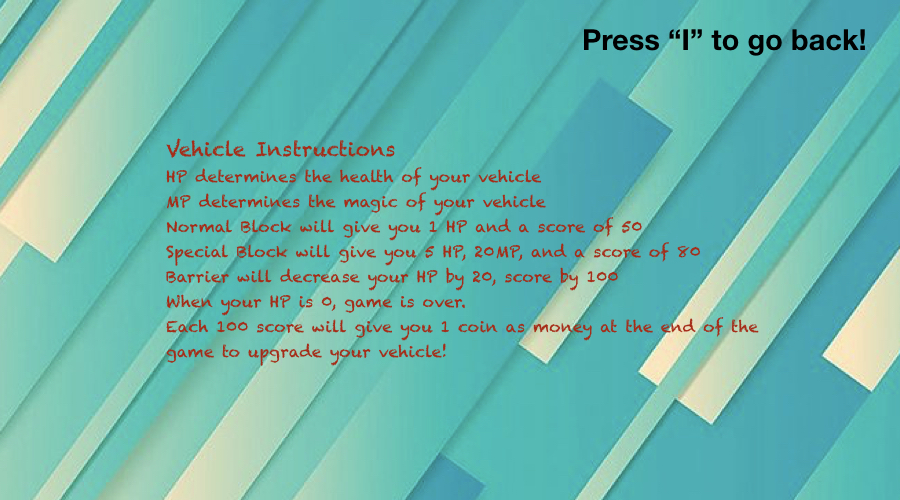 Press “I” to go back!
Vehicle Instructions
HP determines the health of your vehicle
MP determines the magic of your vehicle
Normal Block will give you 1 HP and a score of 50
Special Block will give you 5 HP, 20MP, and a score of 80
Barrier will decrease your HP by 20, score by 100
When your HP is 0, game is over.
Each 100 score will give you 1 coin as money at the end of the
game to upgrade your vehicle!